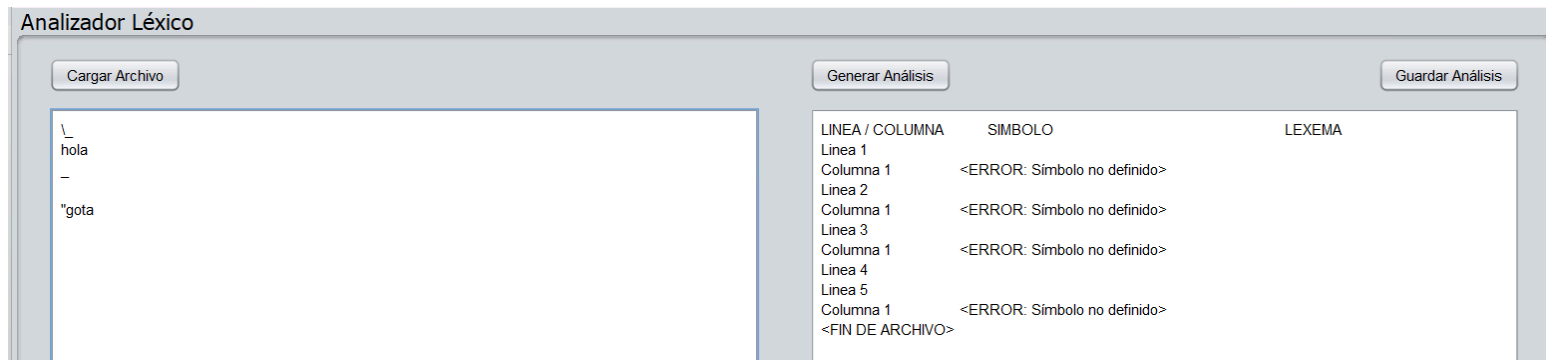 Analizador Léxico
Cargar Archivo
Generar Análisis
Guardar Análisis
\_
hola
_
"gota
LINEA / COLUMNA SIMBOLO LEXEMA
Linea 1
Columna 1 <ERROR: Símbolo no definido>
Linea 2
Columna 1 <ERROR: Símbolo no definido>
Linea 3
Columna 1 <ERROR: Símbolo no definido>
Linea 4
Linea 5
Columna 1 <ERROR: Símbolo no definido>
<FIN DE ARCHIVO>